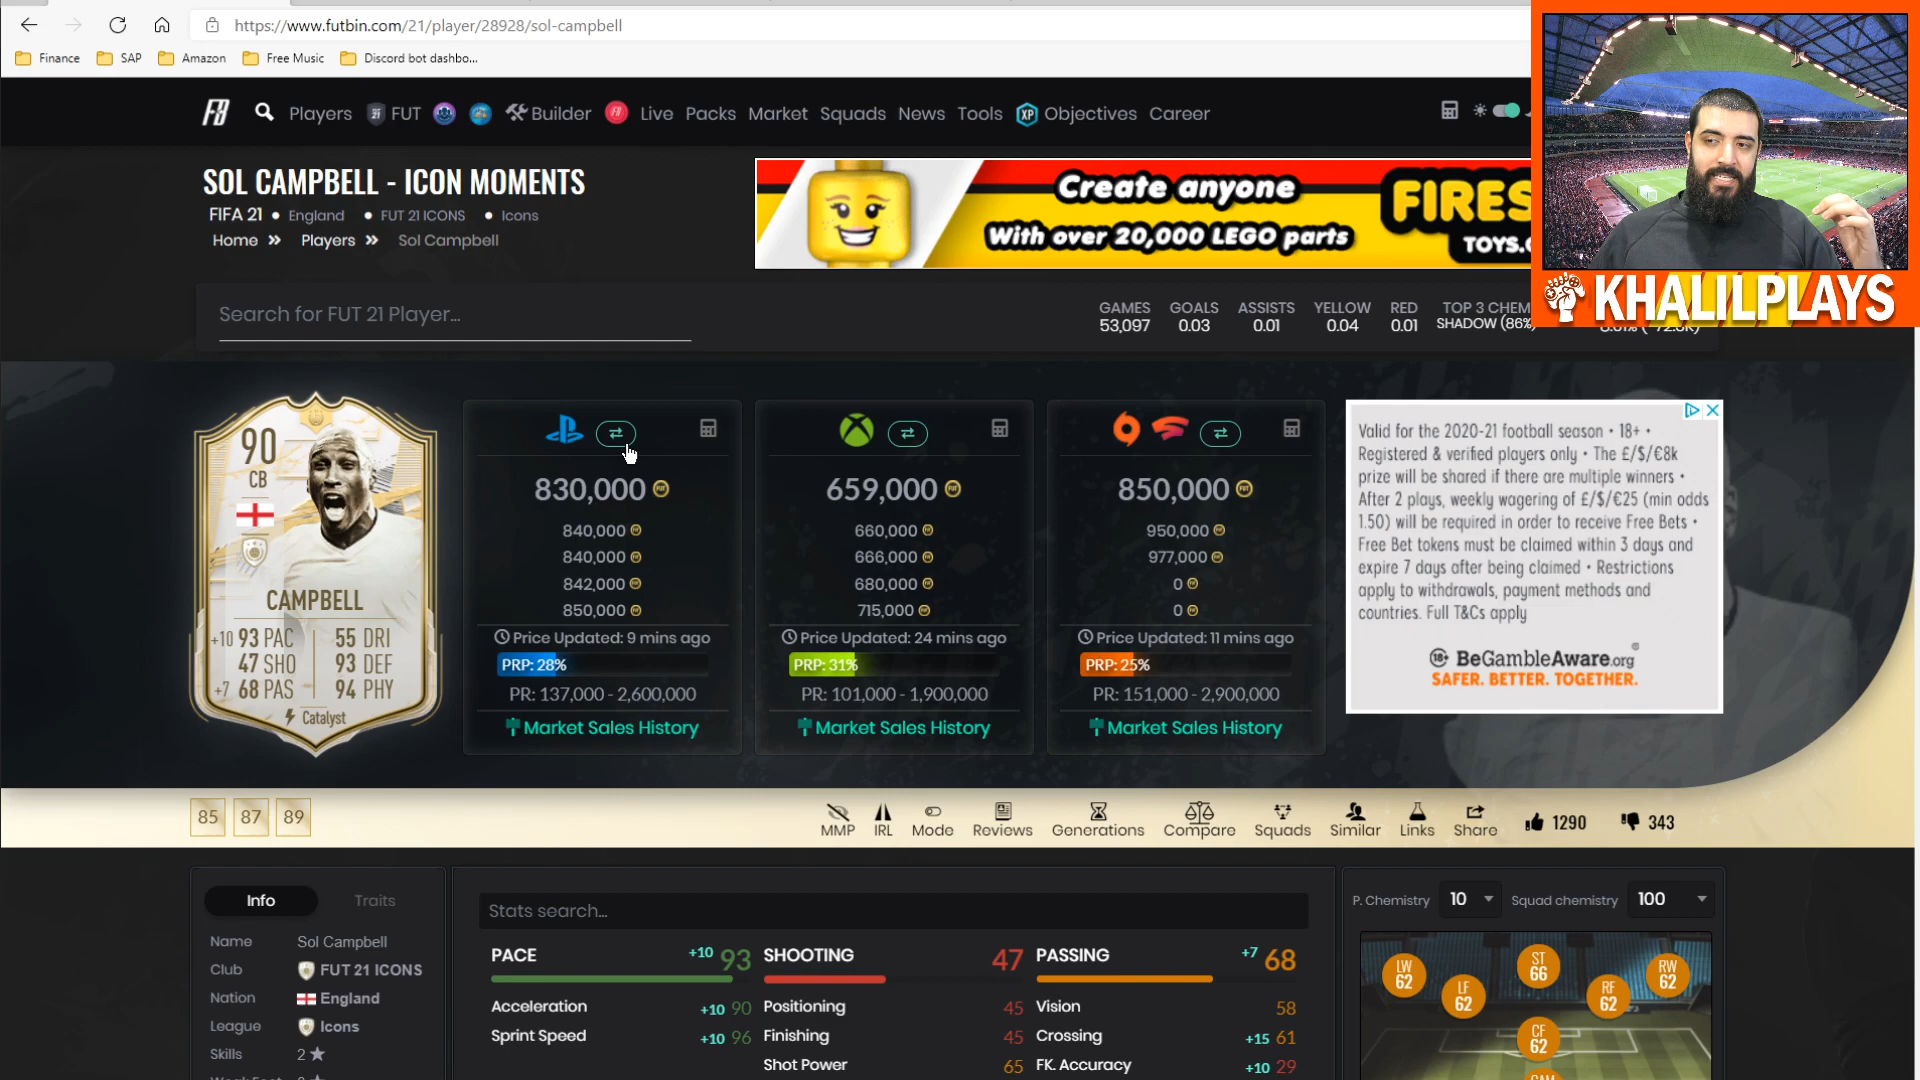 https://www.futbin.com/21/player/28928/sol-campbell
Finance SAP Amazon Free Music Discord bot dashbo...
Players FUT Builder Live Packs Market Squads News Tools XP Objectives Career
SOL CAMPBELL - ICON MOMENTS
FIFA 21 • England • FUT 21 ICONS • Icons
Home » Players » Sol Campbell
Create anyone
With over 20,000 LEGO parts
FIRES
TOYS.
KHALILPLAYS
Search for FUT 21 Player...
GAMES GOALS ASSISTS YELLOW RED TOP 3 CHEM
53,097 0.03 0.01 0.04 0.01 SHADOW (86%)
90
CB
CAMPBELL
+10 93 PAC 55 DRI
47 SHO 93 DEF
+7 68 PAS 94 PHY
Catalyst
830,000
840,000
840,000
842,000
850,000
Price Updated: 9 mins ago
PRP: 28%
PR: 137,000 - 2,600,000
Market Sales History
659,000
660,000
666,000
680,000
715,000
Price Updated: 24 mins ago
PRP: 31%
PR: 101,000 - 1,900,000
Market Sales History
850,000
950,000
977,000
0
0
Price Updated: 11 mins ago
PRP: 25%
PR: 151,000 - 2,900,000
Market Sales History
Valid for the 2020-21 football season • 18+ •
Registered & verified players only • The £/$/€8k
prize will be shared if there are multiple winners •
After 2 plays, weekly wagering of £/$/€25 (min odds
1.50) will be required in order to receive Free Bets •
Free Bet tokens must be claimed within 3 days and
expire 7 days after being claimed • Restrictions
apply to withdrawals, payment methods and
countries. Full T&Cs apply
18+ BeGambleAware.org®
SAFER. BETTER. TOGETHER.
85 87 89
MMP IRL Mode Reviews Generations Compare Squads Similar Links Share 1290 343
Info Traits
Name Sol Campbell
Club FUT 21 ICONS
Nation England
League Icons
Skills 2
Stats search...
PACE +10 93
Acceleration +10 90
Sprint Speed +10 96
SHOOTING 47
Positioning 45
Finishing 45
Shot Power 65
PASSING +7 68
Vision 58
Crossing +15 61
FK. Accuracy +10 29
P. Chemistry 10 Squad chemistry 100
LW 62
LF 62
ST 66
RF 62
RW 62
CF 62